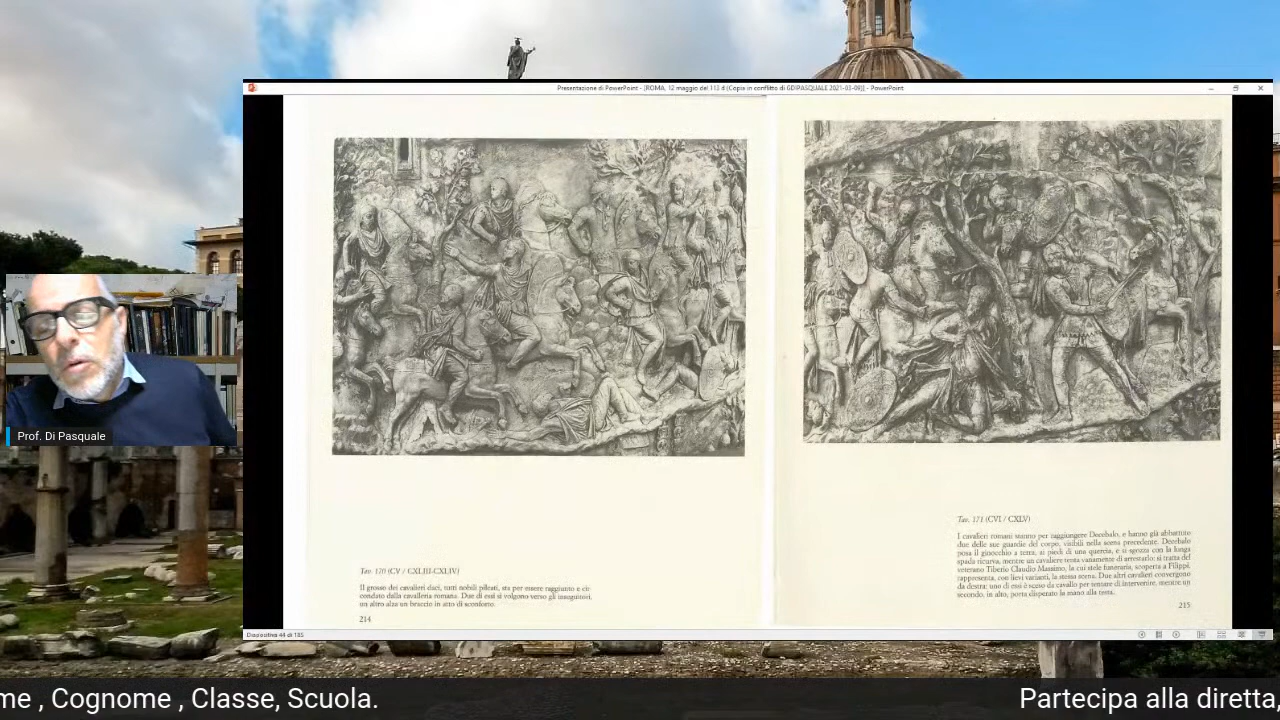 Presentazione di PowerPoint - [ROMA, 12 maggio del 113 d (Copia in conflitto di GDIPASQUALE 2021-03-08)] - PowerPoint
Prof. Di Pasquale
Tav. 170 (CV / CXLIII-CXLIV)
Il grosso dei cavalieri daci, tutti nobili pileati, sta per essere raggiunto e cir-
condato dalla cavalleria romana. Due di essi si volgono verso gli inseguitori,
un altro alza un braccio in atto di sconforto.
214
Tav. 171 (CVI / CXLV)
I cavalieri romani stanno per raggiungere Decebalo, e hanno già abbattuto
due delle sue guardie del corpo, visibili nella scena precedente. Decebalo
posa il ginocchio a terra, ai piedi di una quercia, e si sgozza con la lunga
spada ricurva, mentre un cavaliere tenta vanamente di arrestarlo: si tratta del
veterano Tiberio Claudio Massimo, la cui stele funeraria, scoperta a Filippi,
rappresenta, con lievi varianti, la stessa scena. Due altri cavalieri convergono
da destra: uno di essi è sceso da cavallo per tentare di intervenire, mentre un
secondo, in alto, porta disperato la mano alla testa.
215
Diapositiva 44 di 185
me , Cognome , Classe, Scuola.
Partecipa alla diretta,